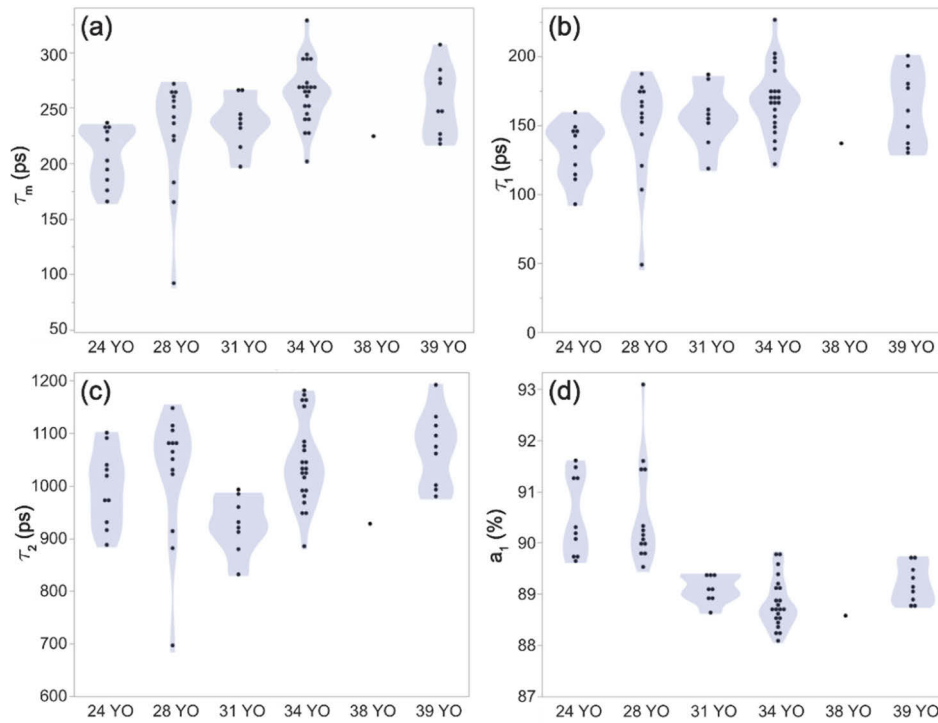 (a)
300
250
200
150
100
50
τm (ps)
24 YO 28 YO 31 YO 34 YO 38 YO 39 YO
(b)
200
150
100
50
0
τ1 (ps)
24 YO 28 YO 31 YO 34 YO 38 YO 39 YO
(c)
1200
1100
1000
900
800
700
600
τ2 (ps)
24 YO 28 YO 31 YO 34 YO 38 YO 39 YO
(d)
93
92
91
90
89
88
87
a1 (%)
24 YO 28 YO 31 YO 34 YO 38 YO 39 YO